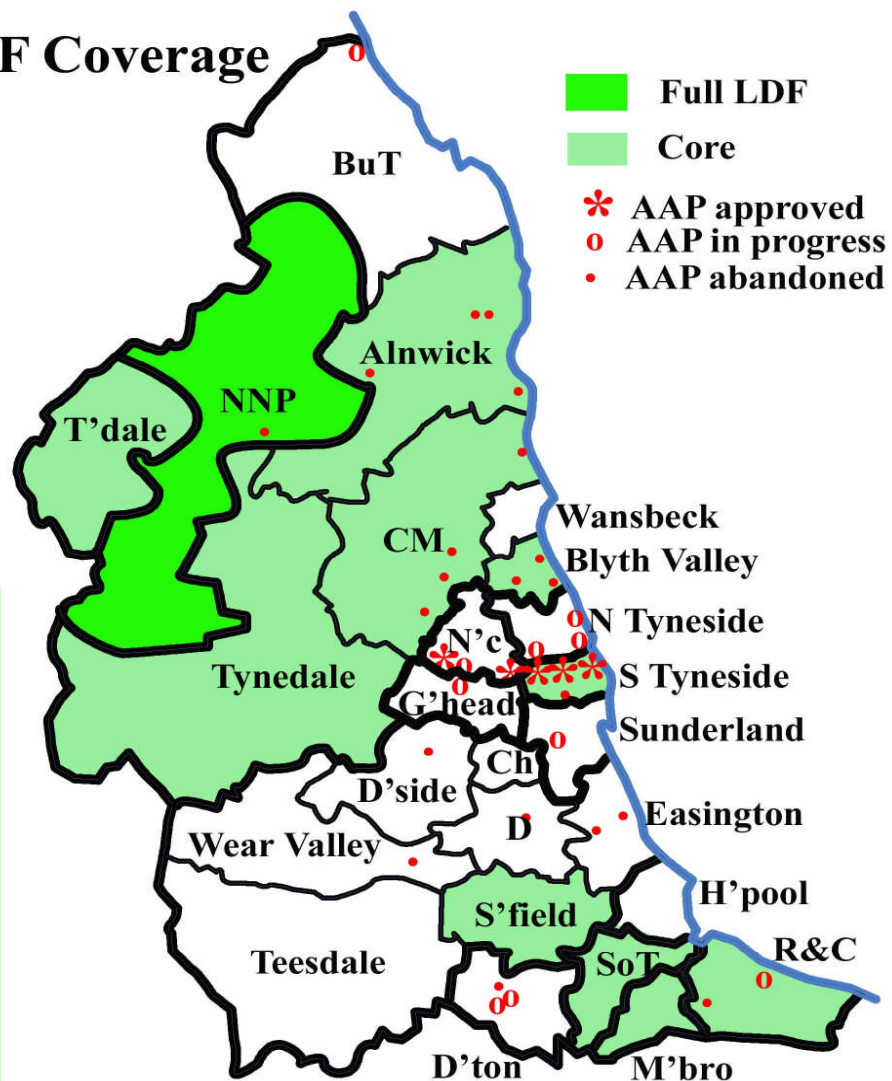 F Coverage
Full LDF
Core
AAP approved
o AAP in progress
AAP abandoned
BuT
Alnwick
NNP
T'dale
Wansbeck
CM
Blyth Valley
N Tyneside
N'c
Tynedale
S Tyneside
G'head
Sunderland
Ch
D'side
Easington
D
Wear Valley
H'pool
S'field
R&C
Teesdale
SoT
D'ton
M'bro